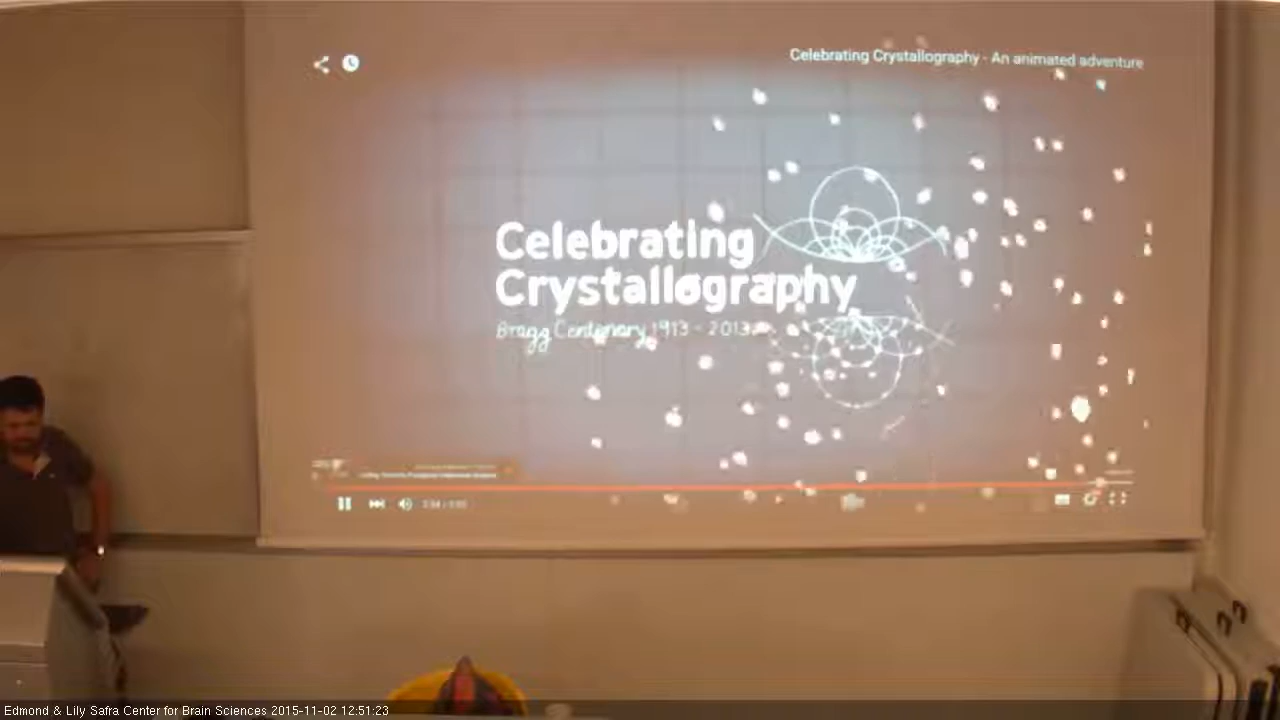 Celebrating Crystallography - An animated adventure
Celebrating
Crystallography
Bragg Centenary 1913 - 2013
Edmond & Lily Safra Center for Brain Sciences 2015-11-02 12:51:23